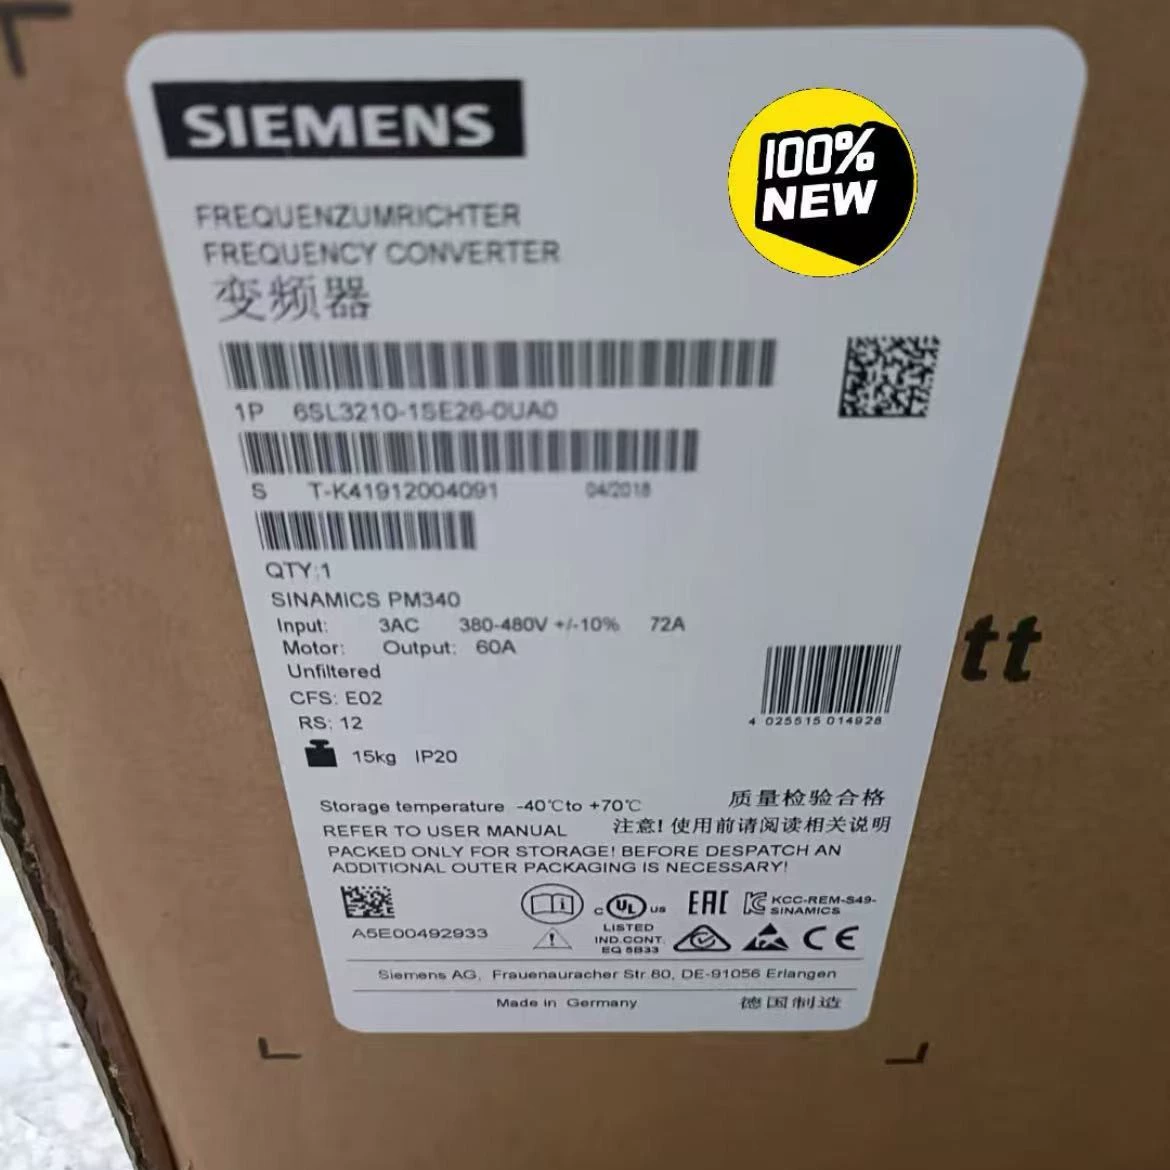 SIEMENS
100%
NEW
FREQUENZUMRICHTER
FREQUENCY CONVERTER
变频器
1P 6SL3210-1SE26-0UA0
S T-K41912004091 04/2018
QTY:1
SINAMICS PM340
Input: 3AC 380-480V +/-10% 72A
Motor: Output: 60A
Unfiltered
CFS: E02
RS: 12
4 025515 014928
15kg IP20
Storage temperature -40℃ to +70℃ 质量检验合格
REFER TO USER MANUAL 注意! 使用前请阅读相关说明
PACKED ONLY FOR STORAGE! BEFORE DESPATCH AN
ADDITIONAL OUTER PACKAGING IS NECESSARY!
A5E00492933
C UL US
LISTED
IND.CONT.
EQ 5B33
EAC
KCC-REM-S49-
SINAMICS
CE
Siemens AG, Frauenauracher Str.80, DE-91056 Erlangen
Made in Germany 德国制造
tt